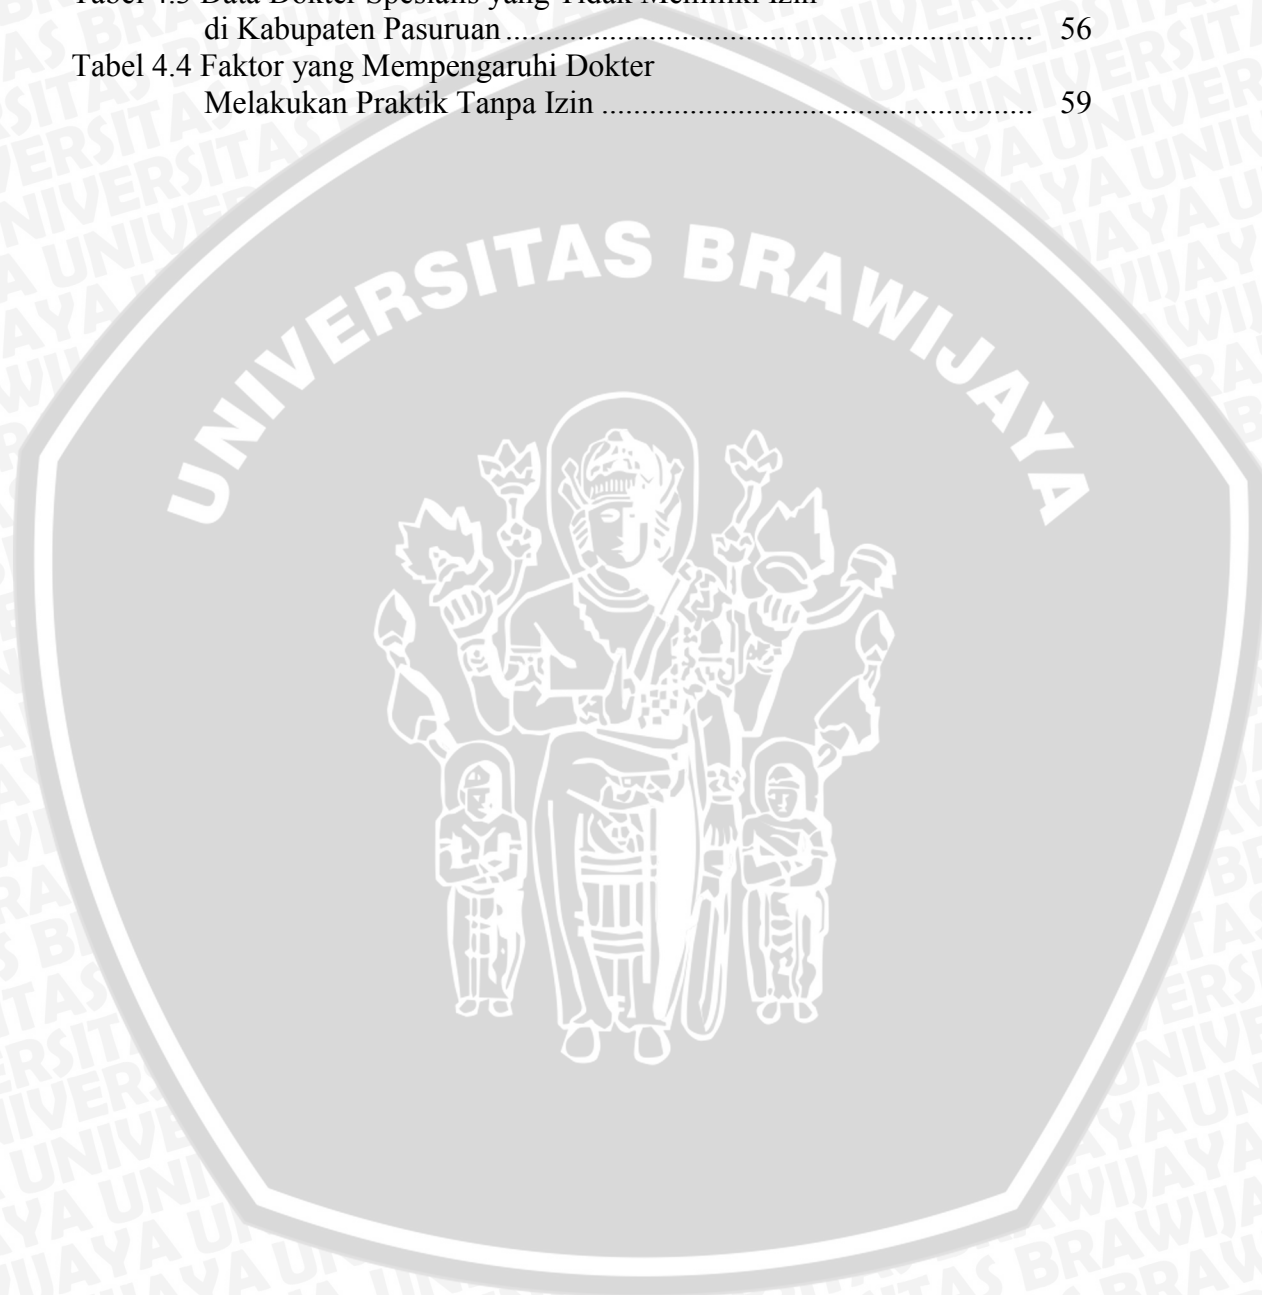 Tabel 4.3 Data Dokter Spesialis yang Tidak Memiliki Izin
di Kabupaten Pasuruan .................................................................. 56
Tabel 4.4 Faktor yang Mempengaruhi Dokter
Melakukan Praktik Tanpa Izin ...................................................... 59
UNIVERSITAS BRAWIJAYA